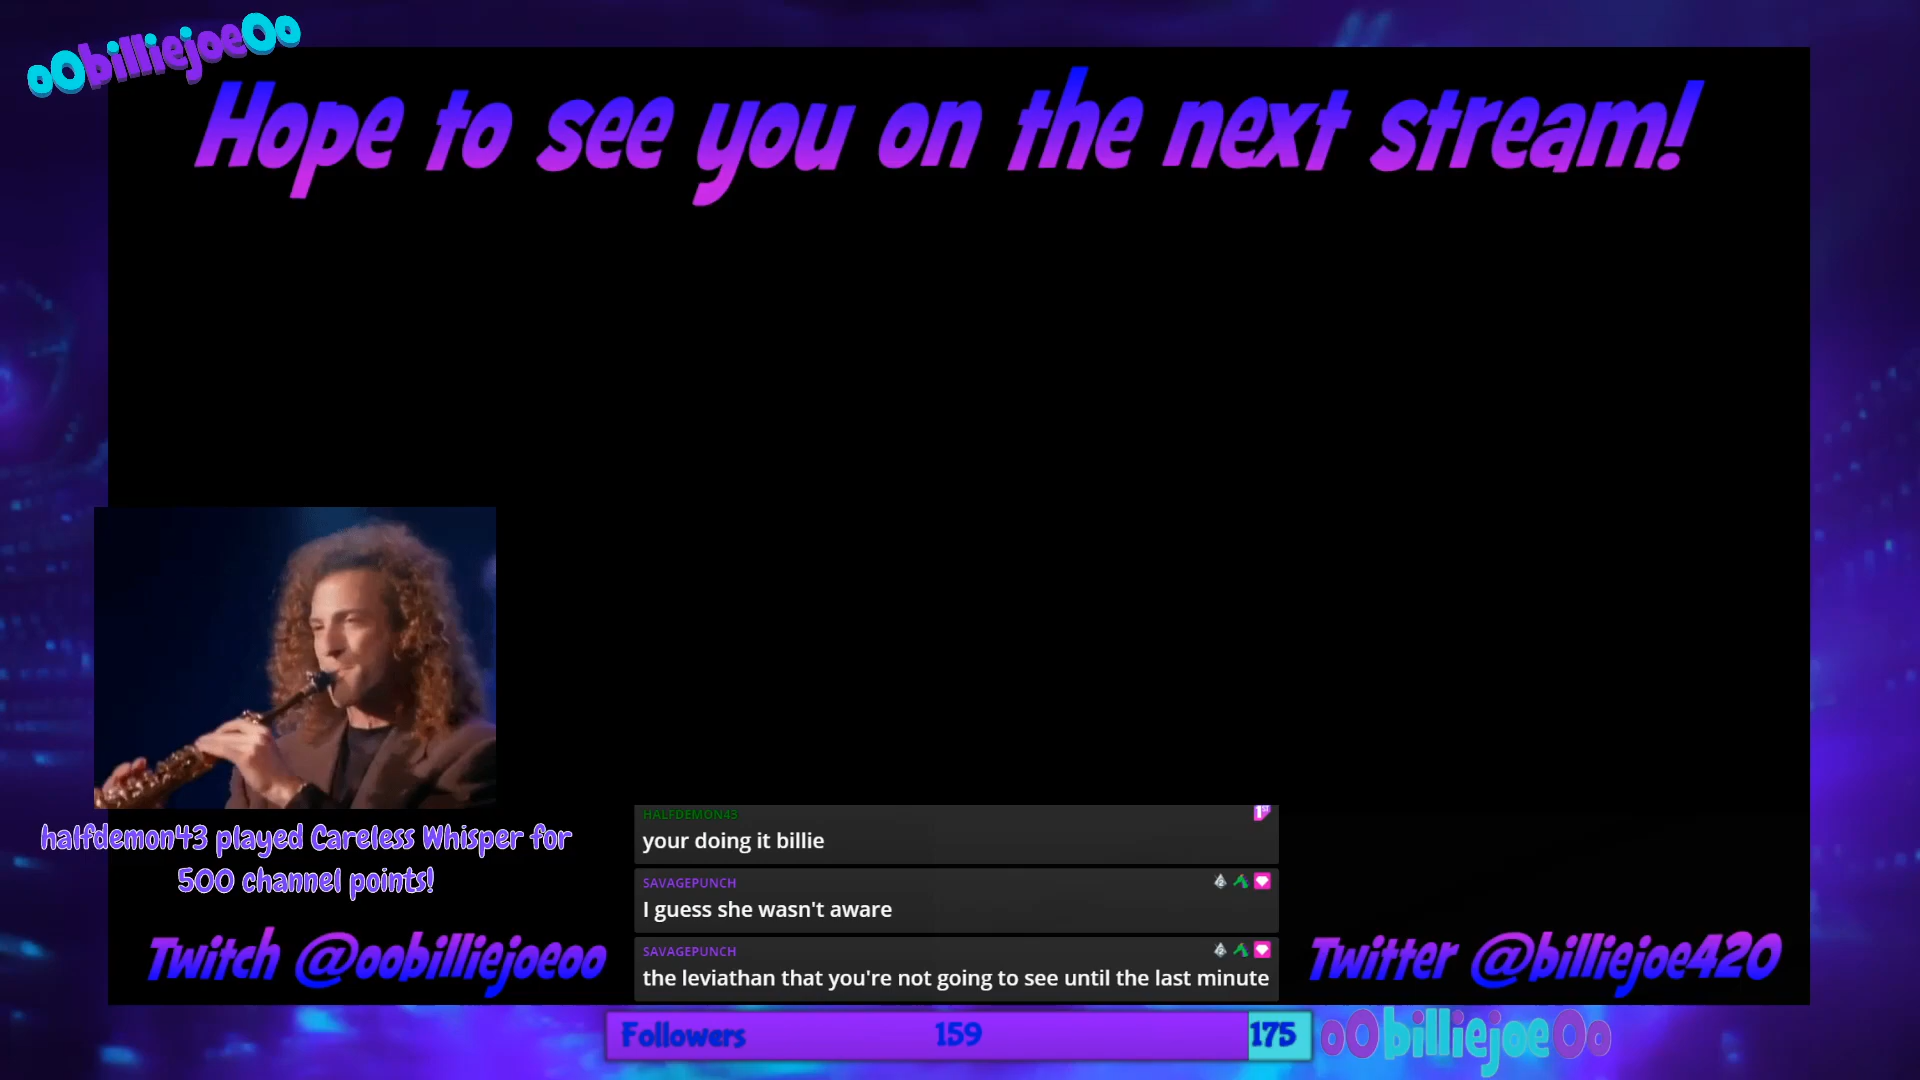 oObilliejoeOo
Hope to see you on the next stream!
halfdemon43 played Careless Whisper for
500 channel points!
HALFDEMON43
1ST
your doing it billie
SAVAGEPUNCH
I guess she wasn't aware
SAVAGEPUNCH
the leviathan that you're not going to see until the last minute
Twitch @oobilliejoeoo
Twitter @billiejoe420
Followers 159 175
oObilliejoeOo